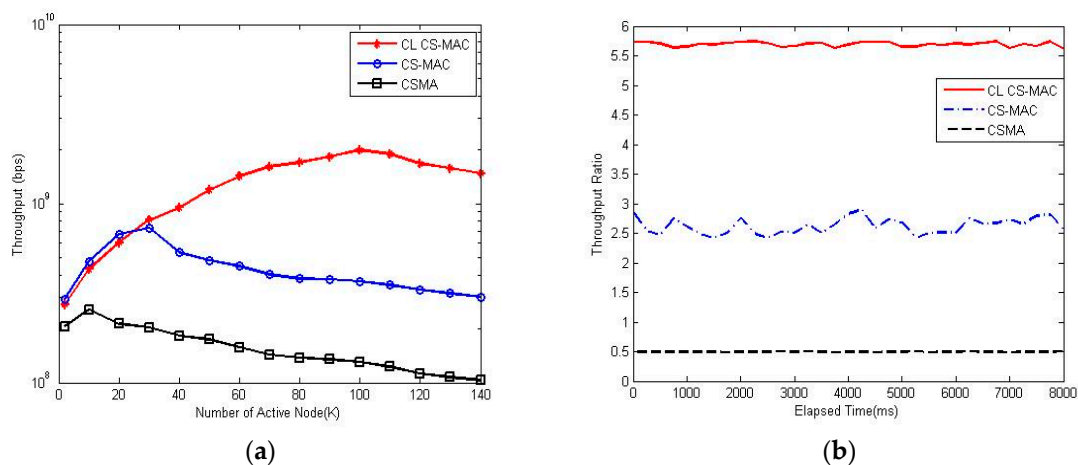 10^10
10^9
10^8
Throughput (bps)
CL CS-MAC
CS-MAC
CSMA
0 20 40 60 80 100 120 140
Number of Active Node(K)
(a)
6
5.5
5
4.5
4
3.5
3
2.5
2
1.5
1
0.5
0
Throughput Ratio
CL CS-MAC
CS-MAC
CSMA
0 1000 2000 3000 4000 5000 6000 7000 8000
Elapsed Time(ms)
(b)